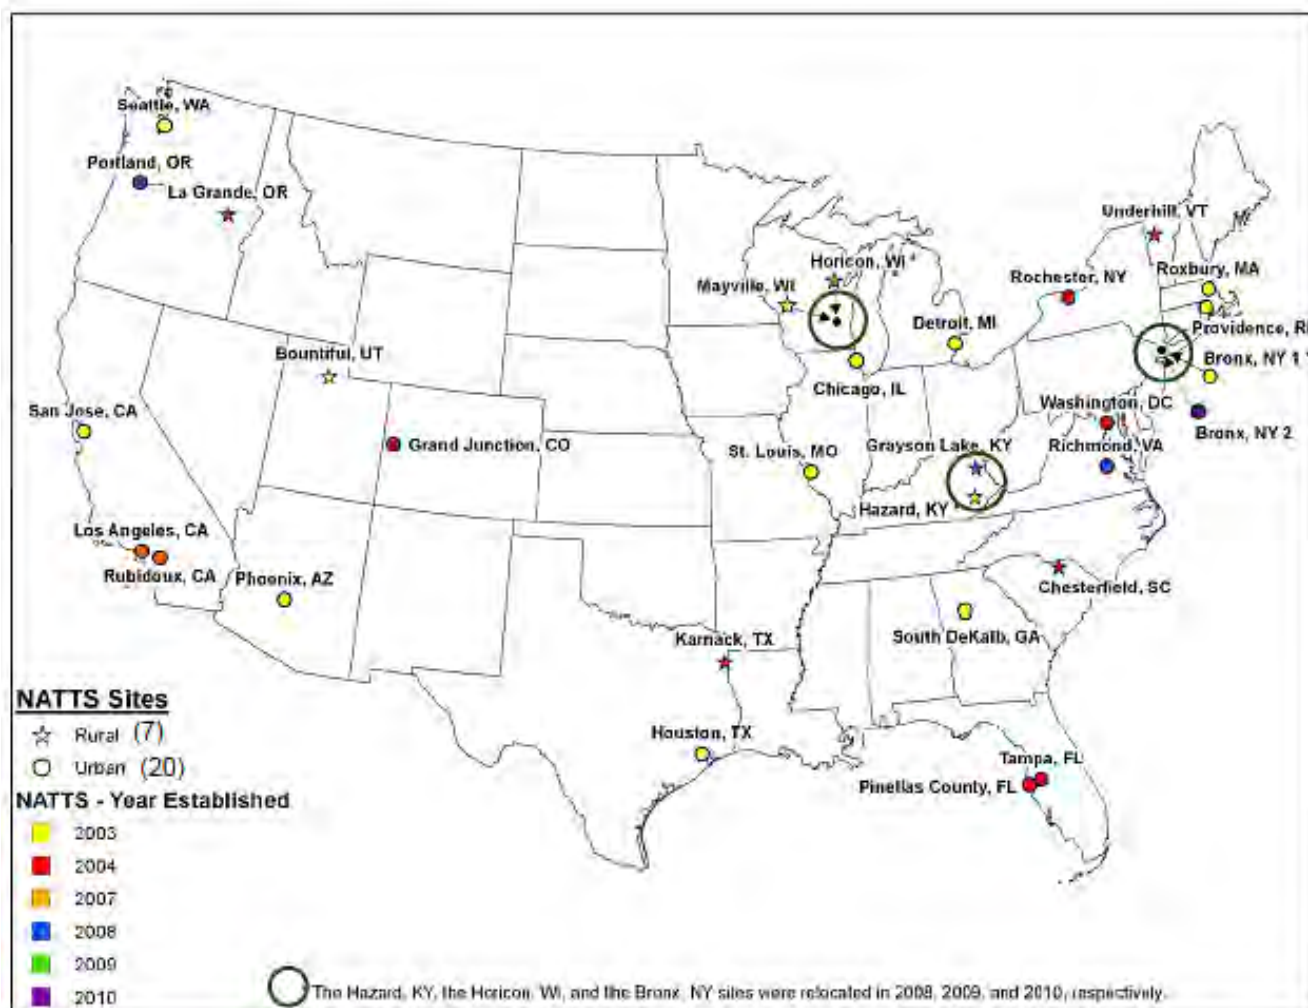 Seattle, WA
Portland, OR
La Grande, OR
Underhill, VT
Horicon, WI
Roxbury, MA
Rochester, NY
Mayville, WI
Detroit, MI
Providence, R
Bountiful, UT
Bronx, NY 1
Chicago, IL
Washington, DC
San Jose, CA
Bronx, NY 2
Grand Junction, CO
St. Louis, MO
Grayson Lake, KY
Richmond, VA
Hazard, KY
Los Angeles, CA
Rubidoux, CA
Phoenix, AZ
Chesterfield, SC
South DeKalb, GA
Karnack, TX
Houston, TX
Tampa, FL
Pinellas County, FL
NATTS Sites
Rural (7)
Urban (20)
NATTS - Year Established
2003
2004
2007
2008
2009
2010
The Hazard, KY, the Horicon, WI, and the Bronx, NY sites were relocated in 2008, 2009, and 2010, respectively.